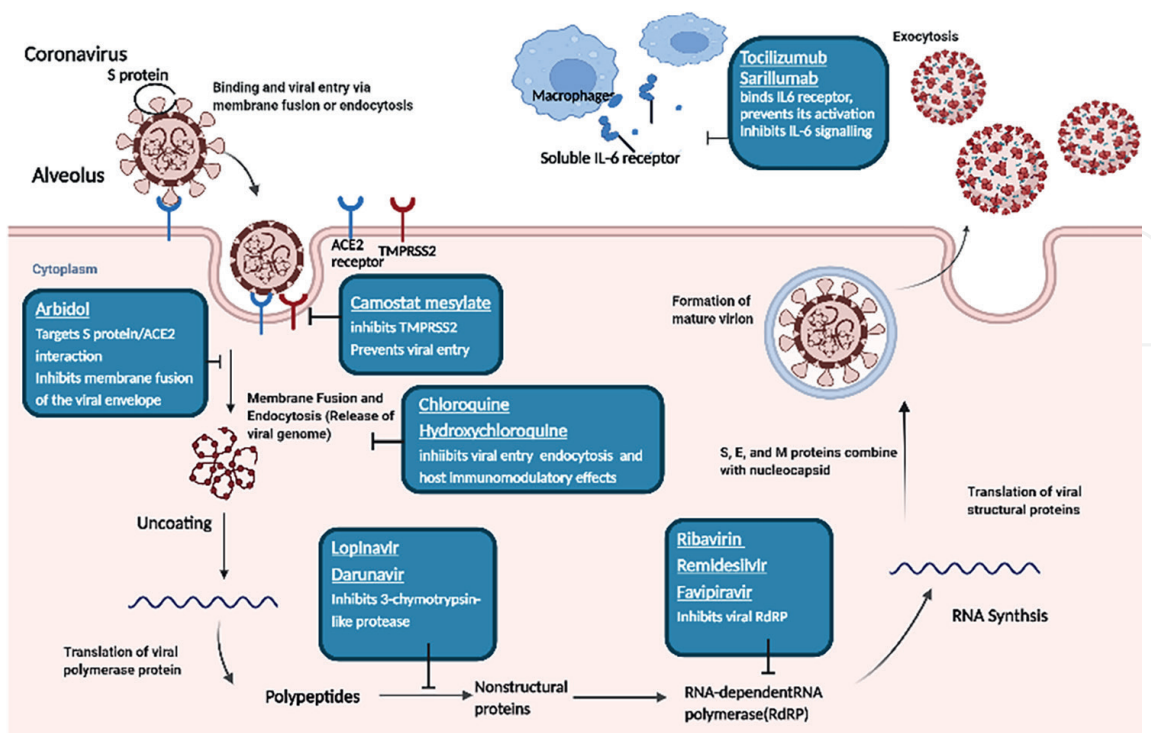 Coronavirus
S protein
Binding and viral entry via
membrane fusion or endocytosis
Alveolus
Macrophages
Soluble IL-6 receptor
Tocilizumub
Sarillumab
binds IL6 receptor,
prevents its activation
Inhibits IL-6 signalling
Exocytosis
ACE2
receptor
TMPRSS2
Cytoplasm
Arbidol
Targets S protein/ACE2
interaction
Inhibits membrane fusion
of the viral envelope
Camostat mesylate
inhibits TMPRSS2
Prevents viral entry
Formation of
mature virion
Membrane Fusion and
Endocytosis (Release of
viral genome)
Chloroquine
Hydroxychloroquine
inhiibits viral entry endocytosis and
host immunomodulatory effects
S, E, and M proteins combine
with nucleocapsid
Translation of viral
structural proteins
Uncoating
Lopinavir
Darunavir
Inhibits 3-chymotrypsin-
like protease
Ribavirin
Remidesilvir
Favipiravir
Inhibits viral RdRP
RNA Synthsis
Translation of viral
polymerase protein
Polypeptides
Nonstructural
proteins
RNA-dependentRNA
polymerase(RdRP)